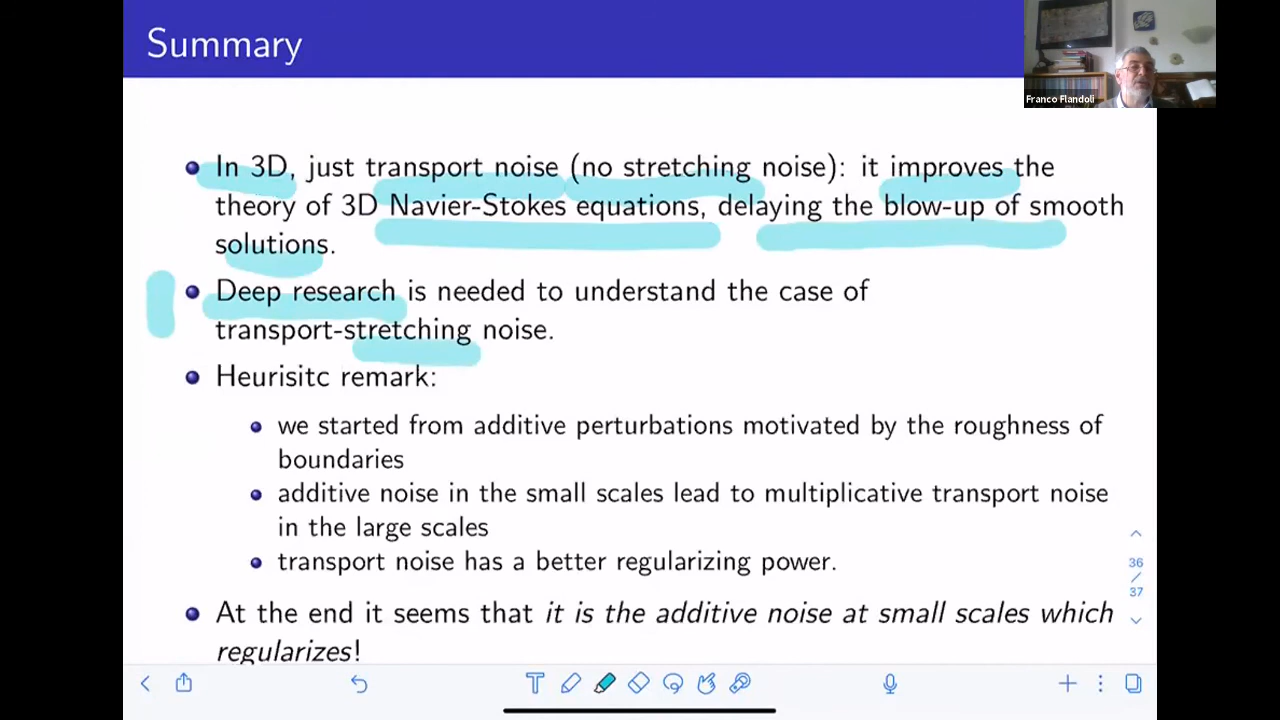 Summary
Franco Flandoli
In 3D, just transport noise (no stretching noise): it improves the
theory of 3D Navier-Stokes equations, delaying the blow-up of smooth
solutions.
Deep research is needed to understand the case of
transport-stretching noise.
Heurisitc remark:
we started from additive perturbations motivated by the roughness of
boundaries
additive noise in the small scales lead to multiplicative transport noise
in the large scales
transport noise has a better regularizing power.
36
/
37
At the end it seems that it is the additive noise at small scales which
regularizes!